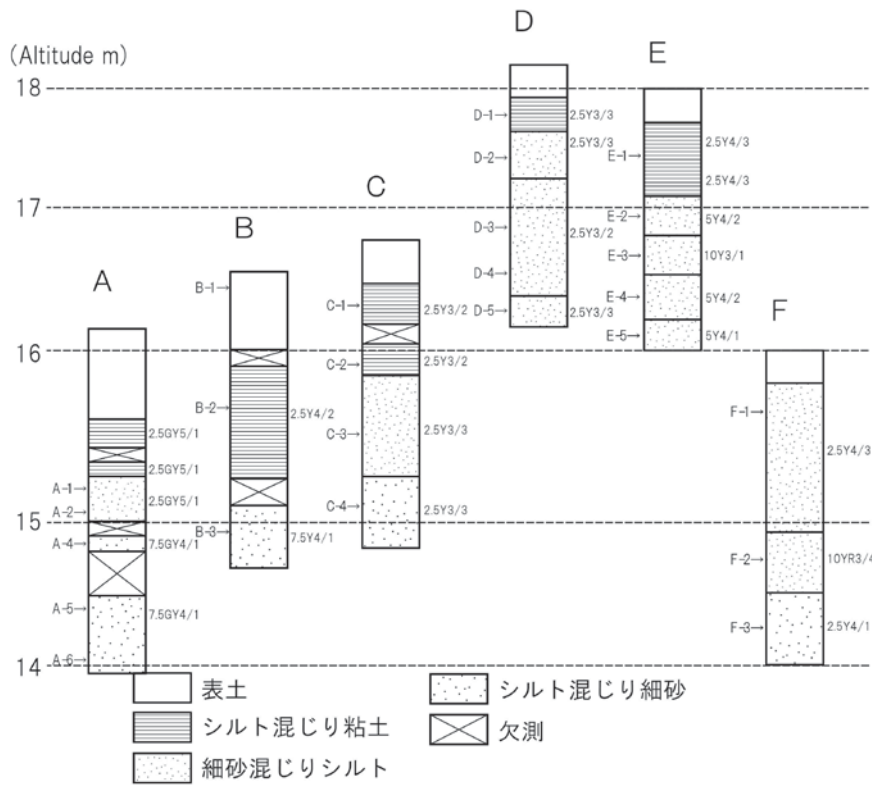 (Altitude m)
A
B
C
D
E
F
18
17
16
15
14
2.5GY5/1
2.5GY5/1
A-1→
2.5GY5/1
A-2→
A-4→
7.5GY4/1
A-5→
7.5GY4/1
A-6→
B-1→
B-2→
2.5Y4/2
B-3→
7.5Y4/1
C-1→
2.5Y3/2
C-2→
2.5Y3/2
C-3→
2.5Y3/3
C-4→
2.5Y3/3
D-1→
2.5Y3/3
2.5Y3/3
D-2→
D-3→
2.5Y3/2
D-4→
D-5→
2.5Y3/3
2.5Y4/3
E-1→
2.5Y4/3
E-2→
5Y4/2
E-3→
10Y3/1
E-4→
5Y4/2
E-5→
5Y4/1
F-1→
2.5Y4/3
F-2→
10YR3/4
F-3→
2.5Y4/1
表土
シルト混じり粘土
細砂混じりシルト
シルト混じり細砂
欠測